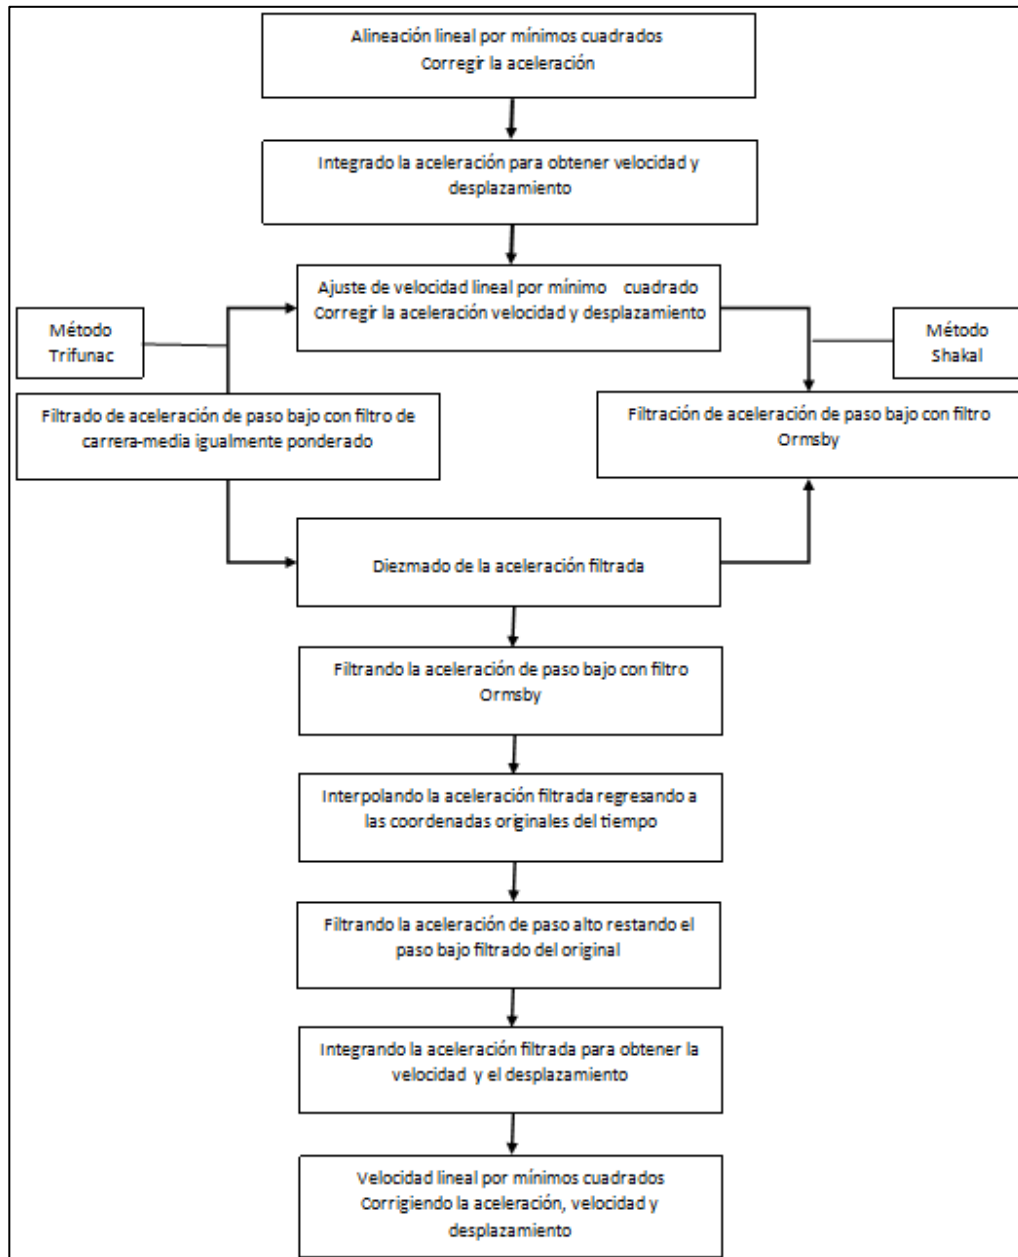 Alineación lineal por mínimos cuadrados
Corregir la aceleración
Integrado la aceleración para obtener velocidad y
desplazamiento
Ajuste de velocidad lineal por mínimo cuadrado
Corregir la aceleración velocidad y desplazamiento
Método
Trifunac
Método
Shakal
Filtrado de aceleración de paso bajo con filtro de
carrera-media igualmente ponderado
Filtración de aceleración de paso bajo con filtro
Ormsby
Diezmado de la aceleración filtrada
Filtrando la aceleración de paso bajo con filtro
Ormsby
Interpolando la aceleración filtrada regresando a
las coordenadas originales del tiempo
Filtrando la aceleración de paso alto restando el
paso bajo filtrado del original
Integrando la aceleración filtrada para obtener la
velocidad y el desplazamiento
Velocidad lineal por mínimos cuadrados
Corrigiendo la aceleración, velocidad y
desplazamiento